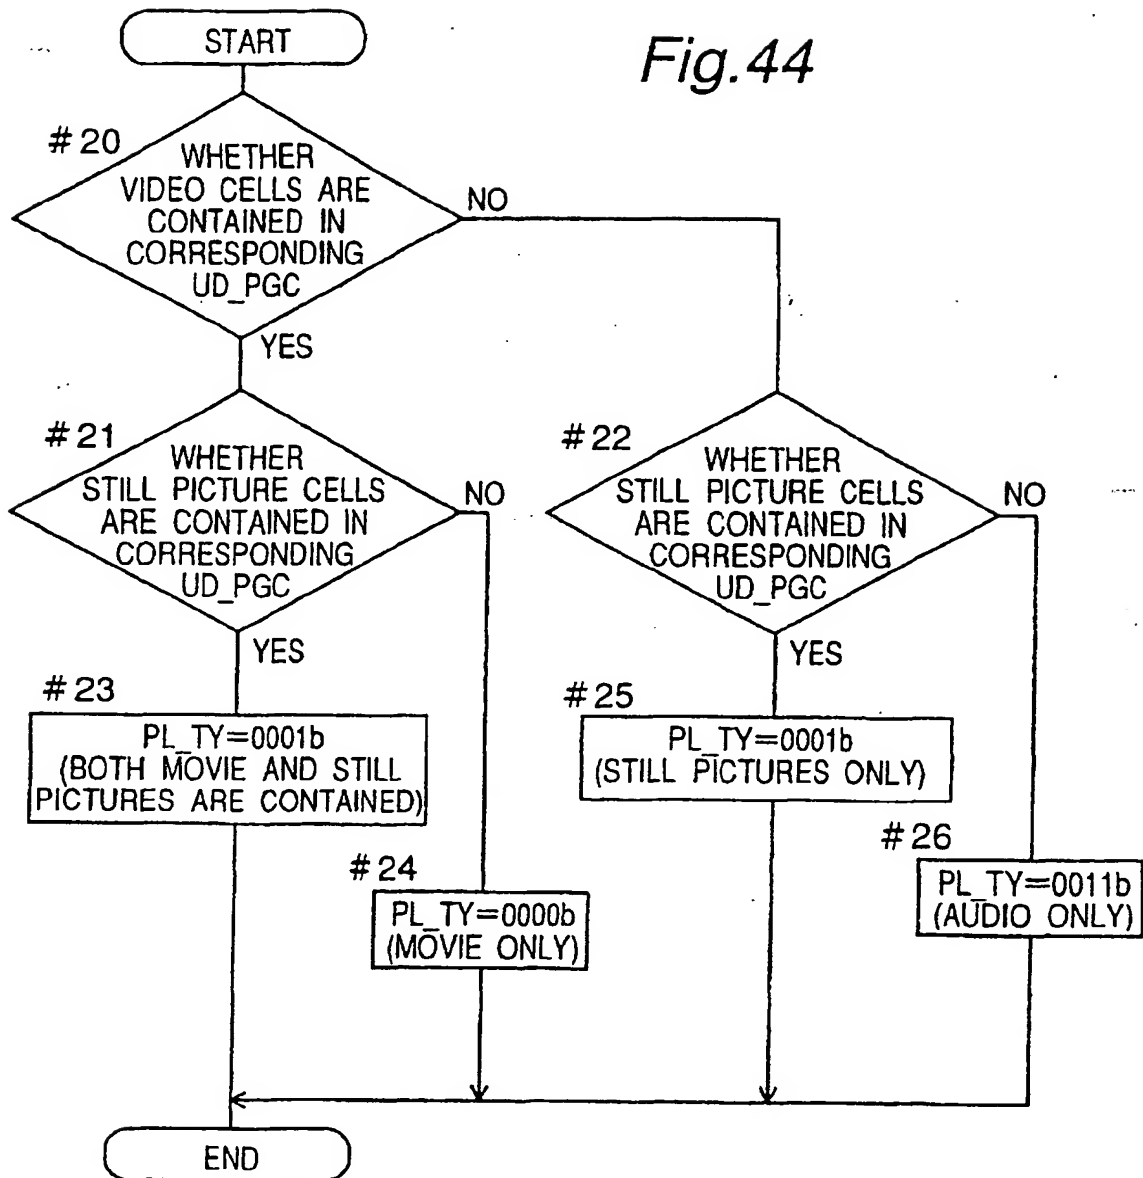 START
Fig.44
#20
WHETHER
VIDEO CELLS ARE
CONTAINED IN
CORRESPONDING
UD_PGC
NO
YES
#21
WHETHER
STILL PICTURE CELLS
ARE CONTAINED IN
CORRESPONDING
UD_PGC
NO
YES
#22
WHETHER
STILL PICTURE CELLS
ARE CONTAINED IN
CORRESPONDING
UD_PGC
NO
YES
#23
PL_TY=0001b
(BOTH MOVIE AND STILL
PICTURES ARE CONTAINED)
#25
PL_TY=0001b
(STILL PICTURES ONLY)
#24
PL_TY=0000b
(MOVIE ONLY)
#26
PL_TY=0011b
(AUDIO ONLY)
END